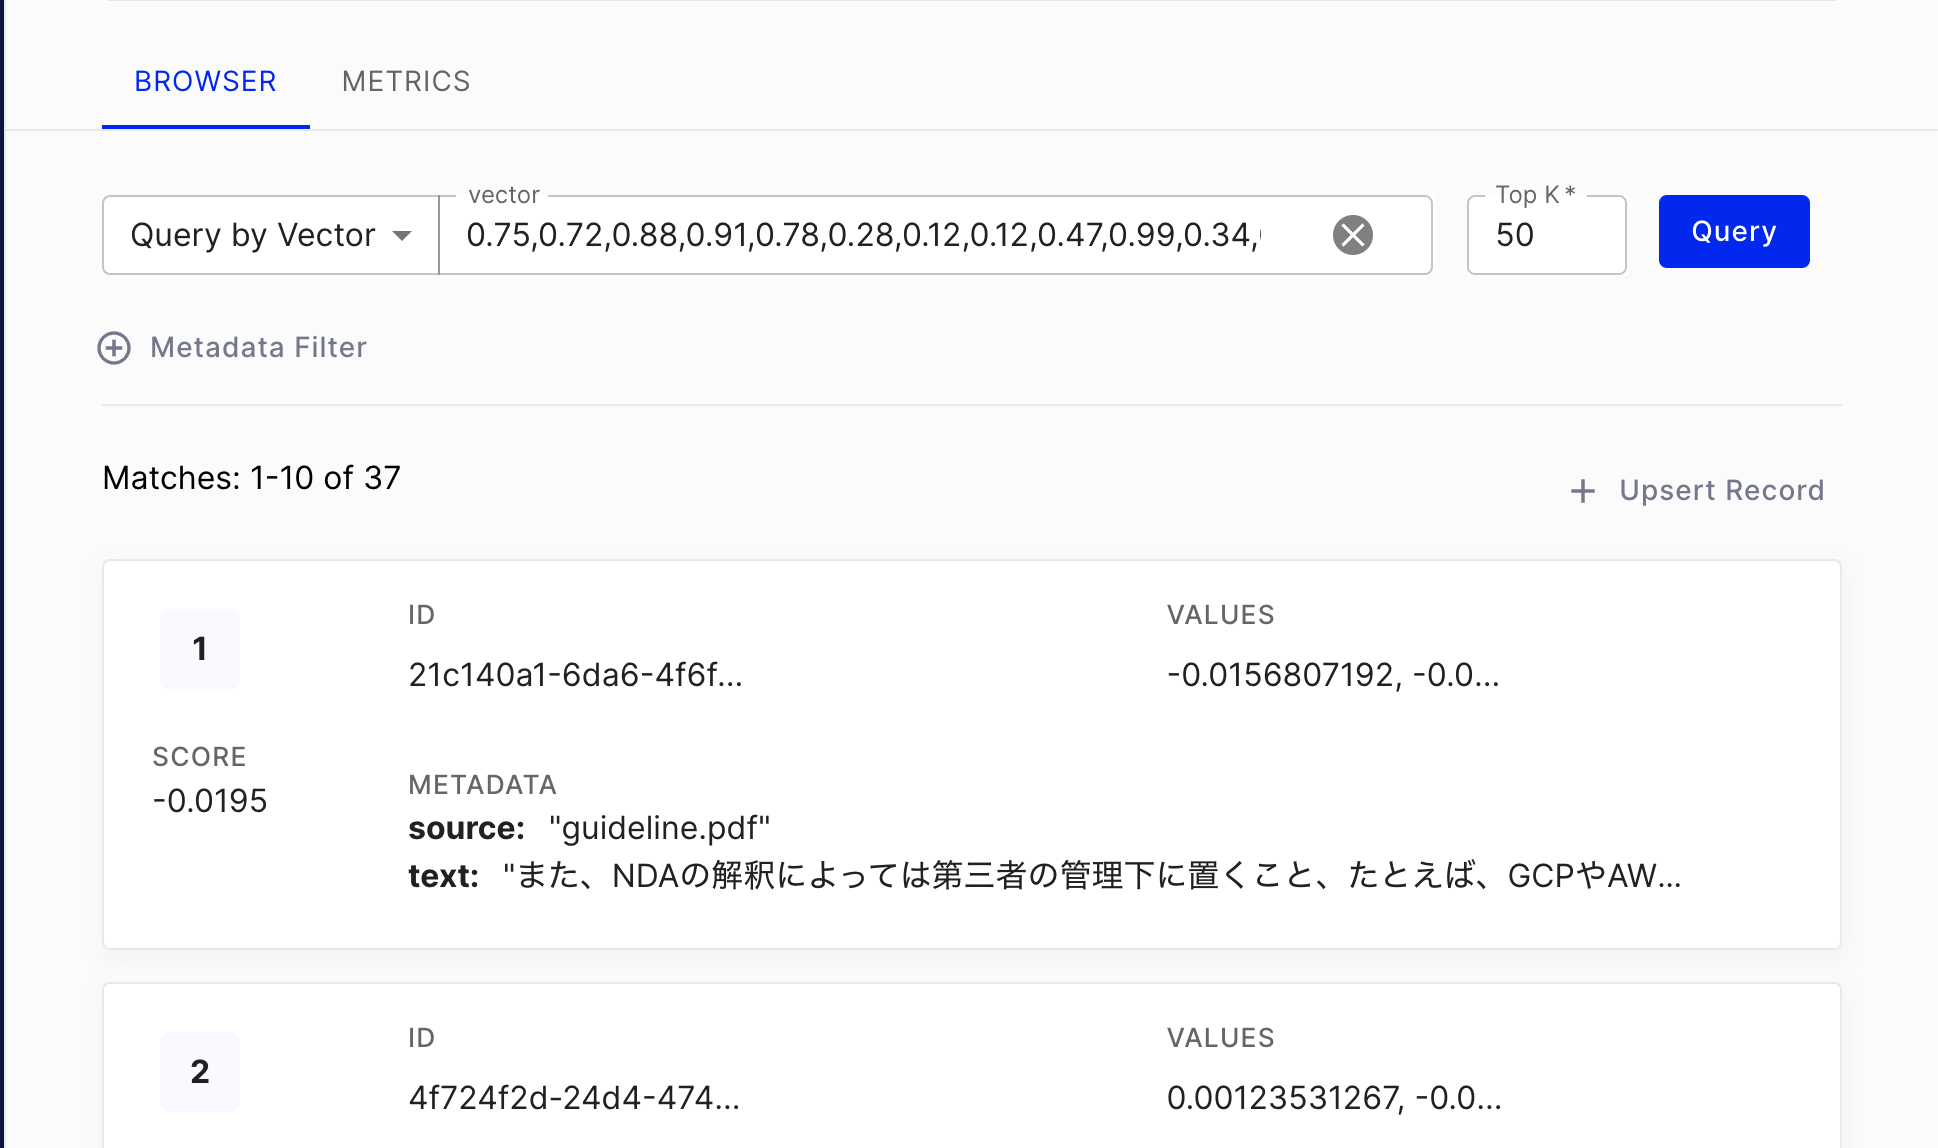 BROWSER METRICS
vector
Top K *
Query by Vector 0.75,0.72,0.88,0.91,0.78,0.28,0.12,0.12,0.47,0.99,0.34, 50 Query
Metadata Filter
Matches: 1-10 of 37
Upsert Record
1
ID
21c140a1-6da6-4f6f...
VALUES
-0.0156807192, -0.0...
SCORE
-0.0195
METADATA
source: "guideline.pdf"
text: "また、NDAの解釈によっては第三者の管理下に置くこと、たとえば、GCPやAW...
2
ID
4f724f2d-24d4-474...
VALUES
0.00123531267, -0.0...